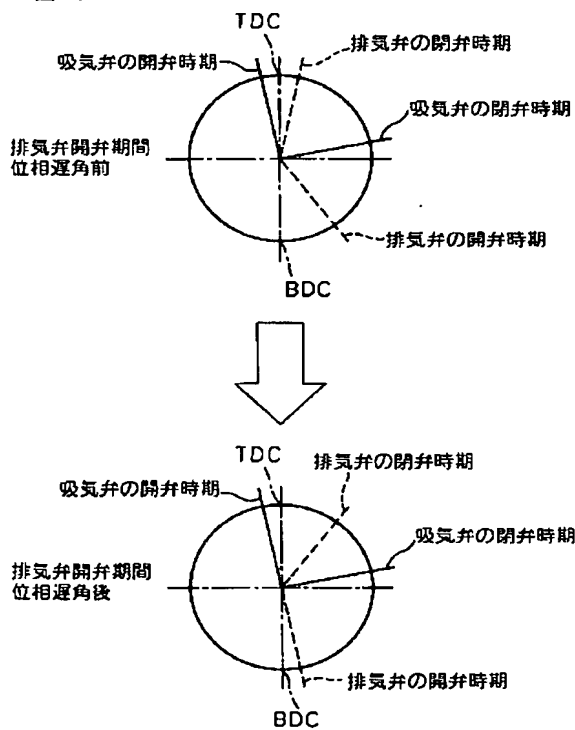 TDC
排気弁の閉弁時期
吸気弁の開弁時期
吸気弁の閉弁時期
排気弁開弁期間
位相遅角前
排気弁の開弁時期
BDC
TDC
排気弁の閉弁時期
吸気弁の開弁時期
吸気弁の閉弁時期
排気弁開弁期間
位相遅角後
排気弁の開弁時期
BDC